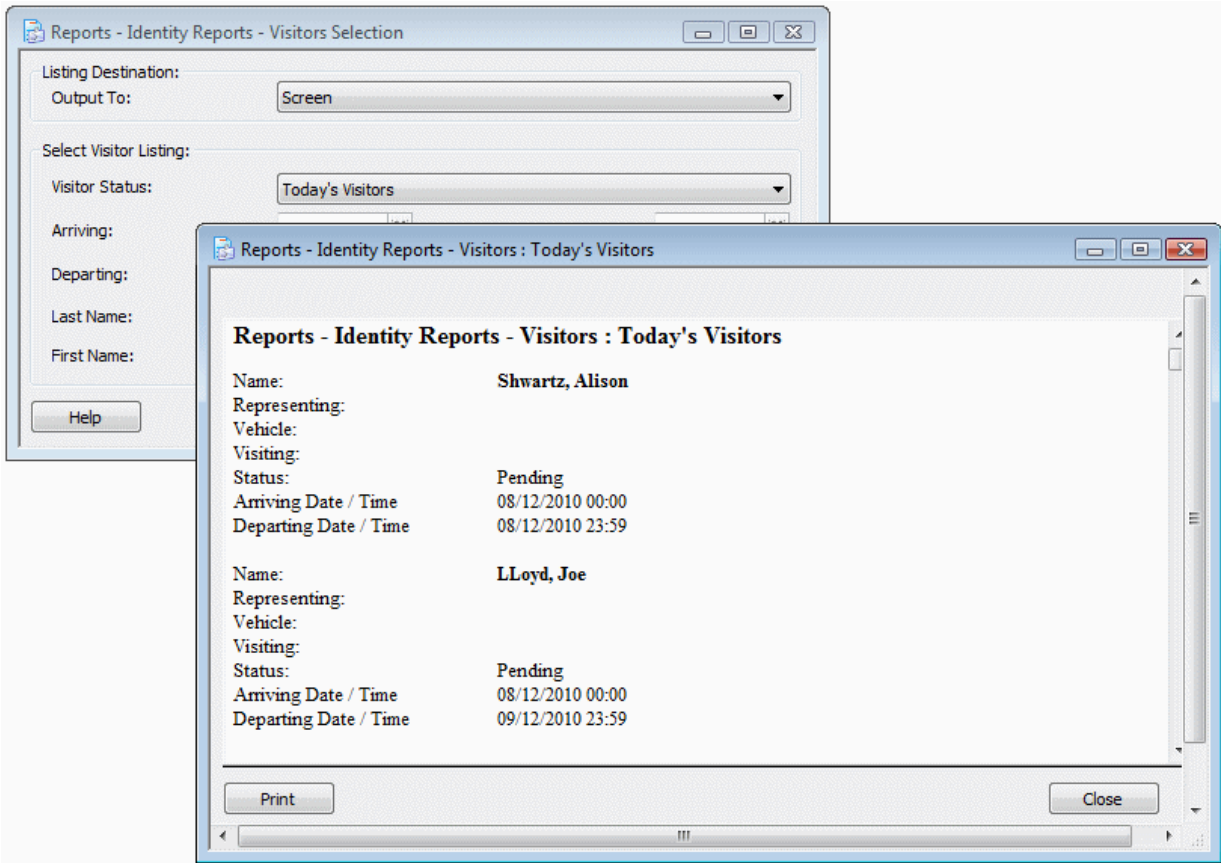 Reports - Identity Reports - Visitors Selection
Listing Destination:
Output To: Screen
Select Visitor Listing:
Visitor Status: Today's Visitors
Arriving:
Departing:
Last Name:
First Name:
Help
Reports - Identity Reports - Visitors : Today's Visitors
Reports - Identity Reports - Visitors : Today's Visitors
Name: Shwartz, Alison
Representing:
Vehicle:
Visiting:
Status: Pending
Arriving Date / Time 08/12/2010 00:00
Departing Date / Time 08/12/2010 23:59
Name: LLoyd, Joe
Representing:
Vehicle:
Visiting:
Status: Pending
Arriving Date / Time 08/12/2010 00:00
Departing Date / Time 09/12/2010 23:59
Print Close